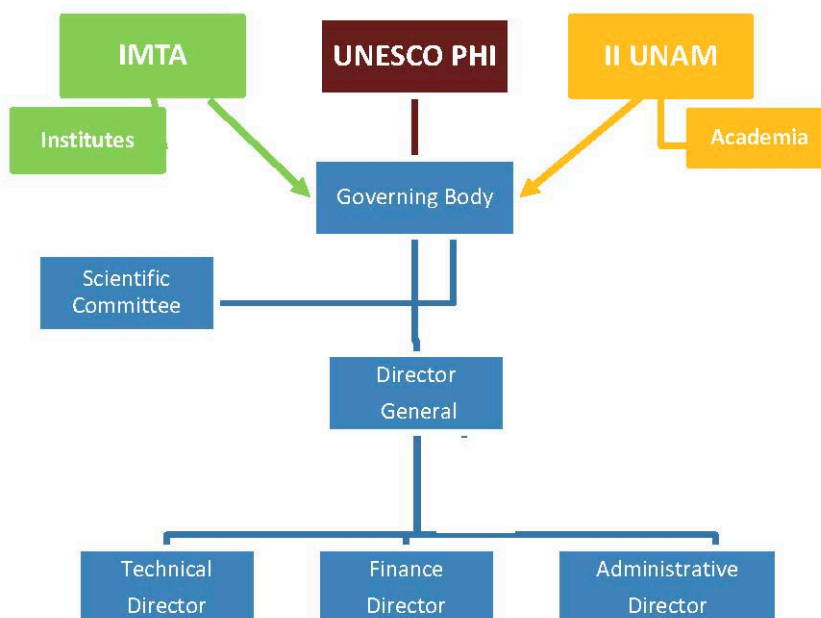 IMTA
UNESCO PHI
II UNAM
Institutes
Academia
Governing Body
Scientific
Committee
Director
General
Technical
Director
Finance
Director
Administrative
Director